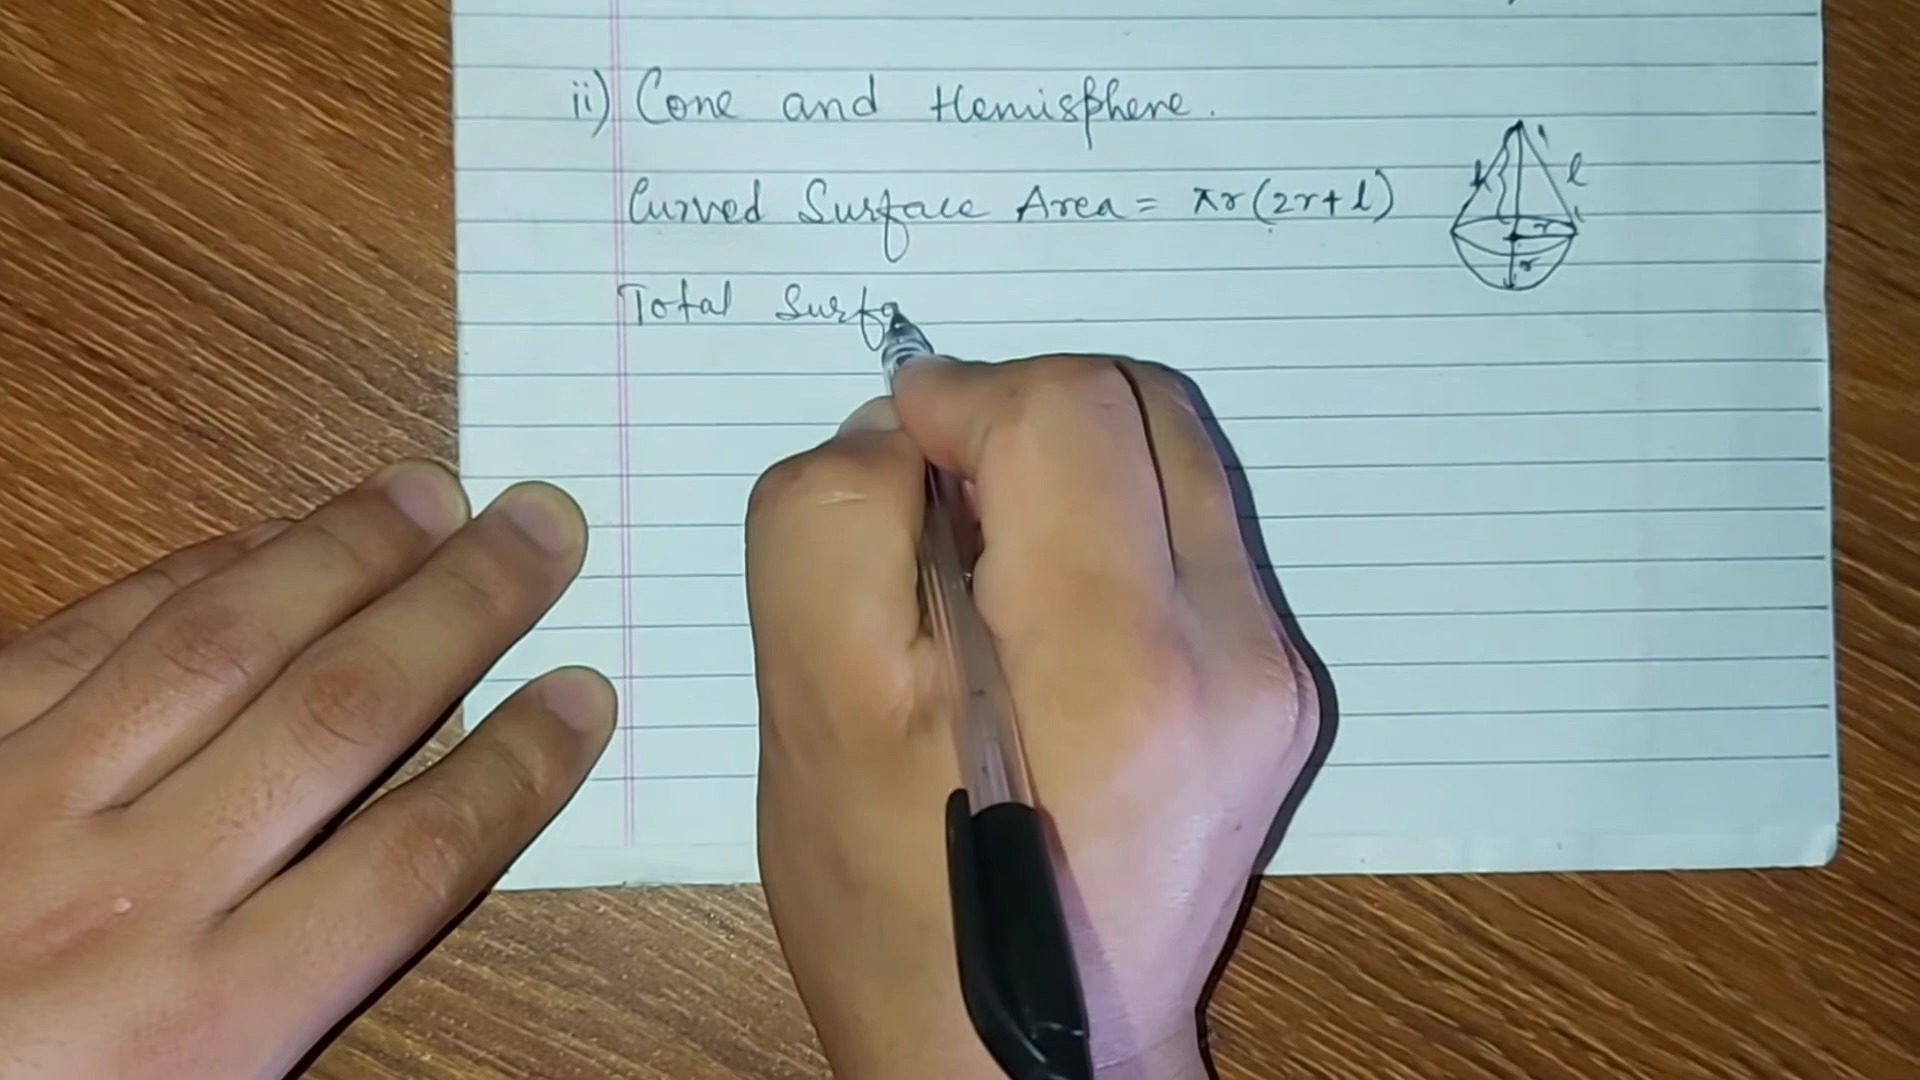 ii) Cone and Hemisphere.
Curved Surface Area = πr(2r+l)
Total Surfa
h
l
r
r